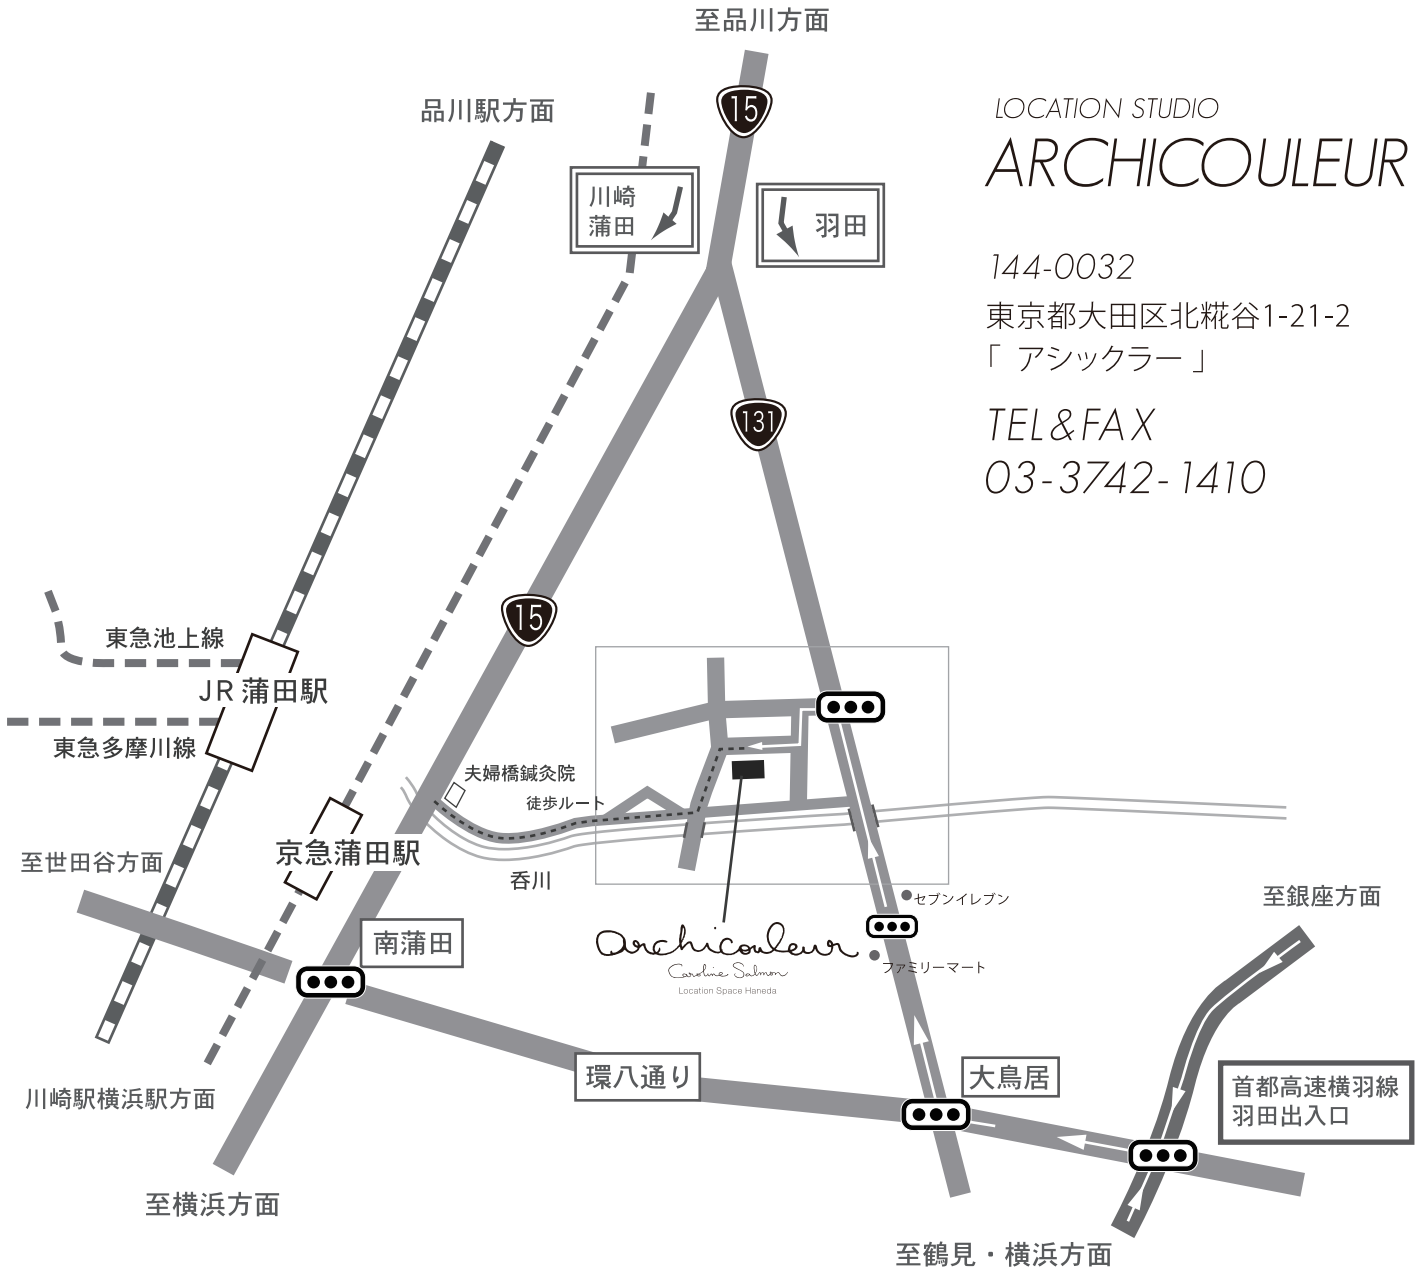 至品川方面
15
品川駅方面
川崎
蒲田
羽田
LOCATION STUDIO
ARCHICOULEUR
144-0032
東京都大田区北糀谷1-21-2
「 アシックラー 」
TEL&FAX
03-3742-1410
131
15
東急池上線
JR 蒲田駅
東急多摩川線
夫婦橋鍼灸院
徒歩ルート
京急蒲田駅
至世田谷方面
呑川
セブンイレブン
至銀座方面
南蒲田
archicouleur
Caroline Salmon
Location Space Haneda
ファミリーマート
環八通り
大鳥居
首都高速横羽線
羽田出入口
川崎駅横浜駅方面
至横浜方面
至鶴見・横浜方面